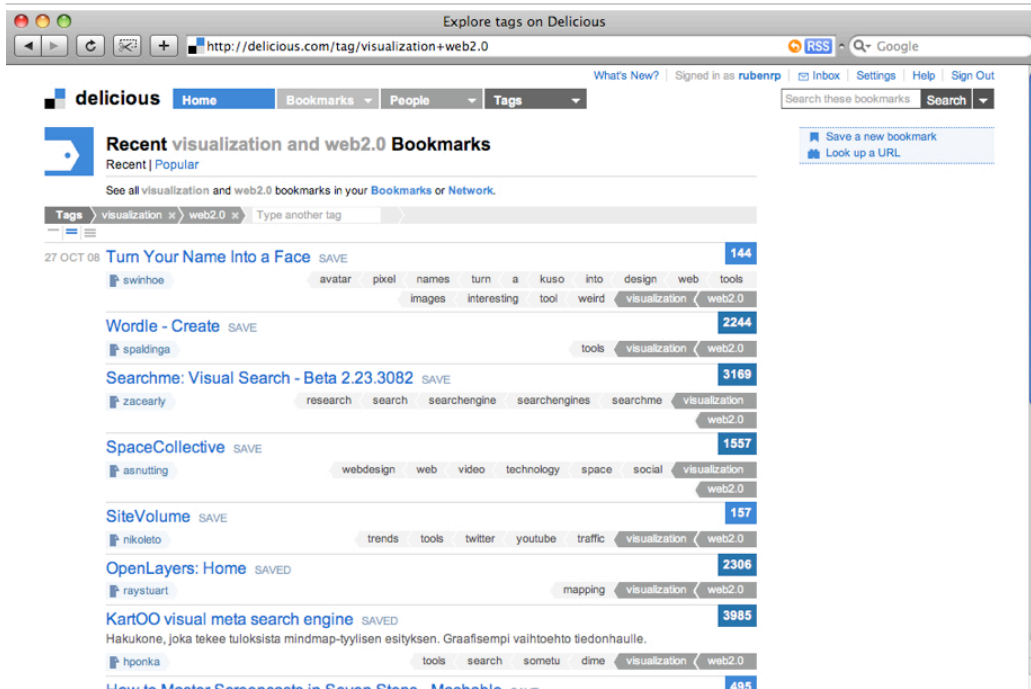 Explore tags on Delicious
http://delicious.com/tag/visualization+web2.0 RSS Google
What's New? Signed in as rubenrp Inbox Settings Help Sign Out
delicious Home Bookmarks People Tags Search these bookmarks Search
Recent visualization and web2.0 Bookmarks
Recent | Popular
Save a new bookmark
Look up a URL
See all visualization and web2.0 bookmarks in your Bookmarks or Network.
Tags visualization x web2.0 x Type another tag
27 OCT 08 Turn Your Name Into a Face SAVE 144
swinhoe avatar pixel names turn a kuso into design web tools
images interesting tool weird visualization web2.0
Wordle - Create SAVE 2244
spaldinga tools visualization web2.0
Searchme: Visual Search - Beta 2.23.3082 SAVE 3169
zacearly research search searchengine searchengines searchme visualization
web2.0
SpaceCollective SAVE 1557
asnutting webdesign web video technology space social visualization
web2.0
SiteVolume SAVE 157
nikoleto trends tools twitter youtube traffic visualization web2.0
OpenLayers: Home SAVED 2306
raystuart mapping visualization web2.0
KartOO visual meta search engine SAVED 3985
Hakukone, joka tekee tuloksista mindmap-tyylisen esityksen. Graafisempi vaihtoehto tiedonhaulle.
hponka tools search sometu dime visualization web2.0
How to Master Screencasts in Seven Steps - Mashable SAVE 495